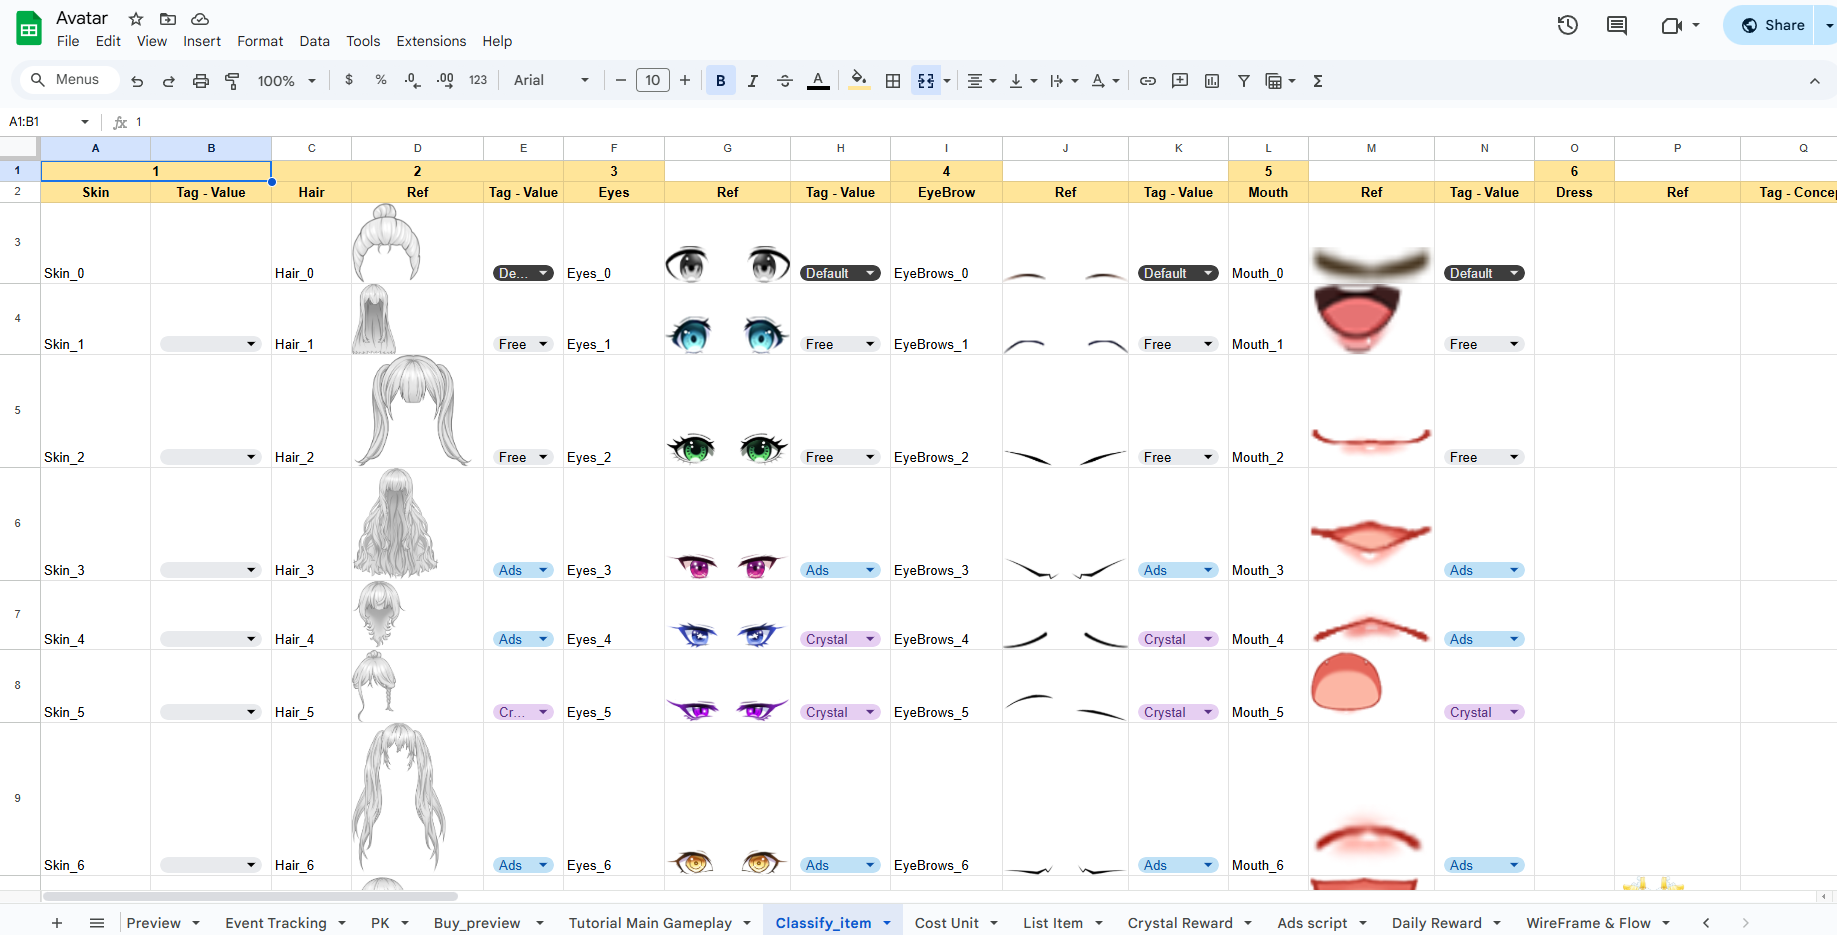 Avatar
File Edit View Insert Format Data Tools Extensions Help
Share
Menus 100% $ % .0 .00 123 Arial 10 B I S A Σ
A1:B1 fx 1
A B C D E F G H I J K L M N O P Q
1 1 2 3 4 5 6
2 Skin Tag - Value Hair Ref Tag - Value Eyes Ref Tag - Value EyeBrow Ref Tag - Value Mouth Ref Tag - Value Dress Ref Tag - Concep
3 Skin_0 Hair_0 De... Eyes_0 Default EyeBrows_0 Default Mouth_0 Default
4 Skin_1 Hair_1 Free Eyes_1 Free EyeBrows_1 Free Mouth_1 Free
5 Skin_2 Hair_2 Free Eyes_2 Free EyeBrows_2 Free Mouth_2 Free
6 Skin_3 Hair_3 Ads Eyes_3 Ads EyeBrows_3 Ads Mouth_3 Ads
7 Skin_4 Hair_4 Ads Eyes_4 Crystal EyeBrows_4 Crystal Mouth_4 Ads
8 Skin_5 Hair_5 Cr... Eyes_5 Crystal EyeBrows_5 Crystal Mouth_5 Crystal
9 Skin_6 Hair_6 Ads Eyes_6 Ads EyeBrows_6 Ads Mouth_6 Ads
Preview Event Tracking PK Buy_preview Tutorial Main Gameplay Classify_item Cost Unit List Item Crystal Reward Ads script Daily Reward WireFrame & Flow